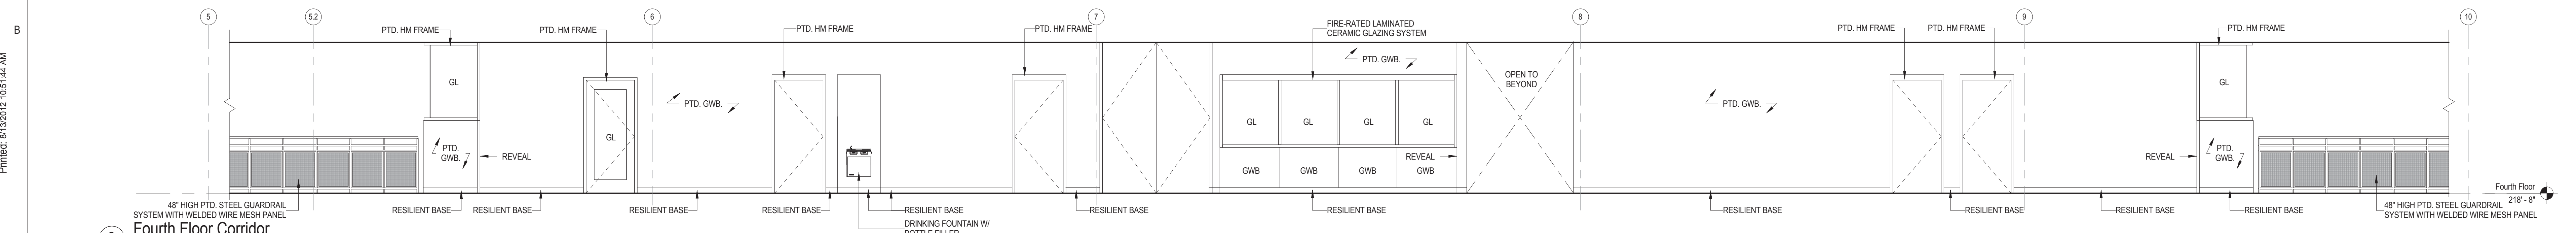 5
5.2
6
7
8
9
10
B
Printed: 8/13/2012 10:51:44 AM
PTD. HM FRAME
PTD. HM FRAME
PTD. HM FRAME
PTD. HM FRAME
FIRE-RATED LAMINATED
CERAMIC GLAZING SYSTEM
PTD. HM FRAME
PTD. HM FRAME
PTD. HM FRAME
PTD. GWB.
GL
OPEN TO
BEYOND
GL
PTD. GWB.
PTD. GWB.
GL
GL
GL
GL
GL
PTD.
GWB.
REVEAL
REVEAL
REVEAL
PTD.
GWB.
GWB
GWB
GWB
GWB
Fourth Floor
218' - 8"
48" HIGH PTD. STEEL GUARDRAIL
SYSTEM WITH WELDED WIRE MESH PANEL
RESILIENT BASE
RESILIENT BASE
RESILIENT BASE
RESILIENT BASE
RESILIENT BASE
RESILIENT BASE
RESILIENT BASE
RESILIENT BASE
RESILIENT BASE
RESILIENT BASE
RESILIENT BASE
48" HIGH PTD. STEEL GUARDRAIL
SYSTEM WITH WELDED WIRE MESH PANEL
DRINKING FOUNTAIN W/
BOTTLE FILLER
Fourth Floor Corridor